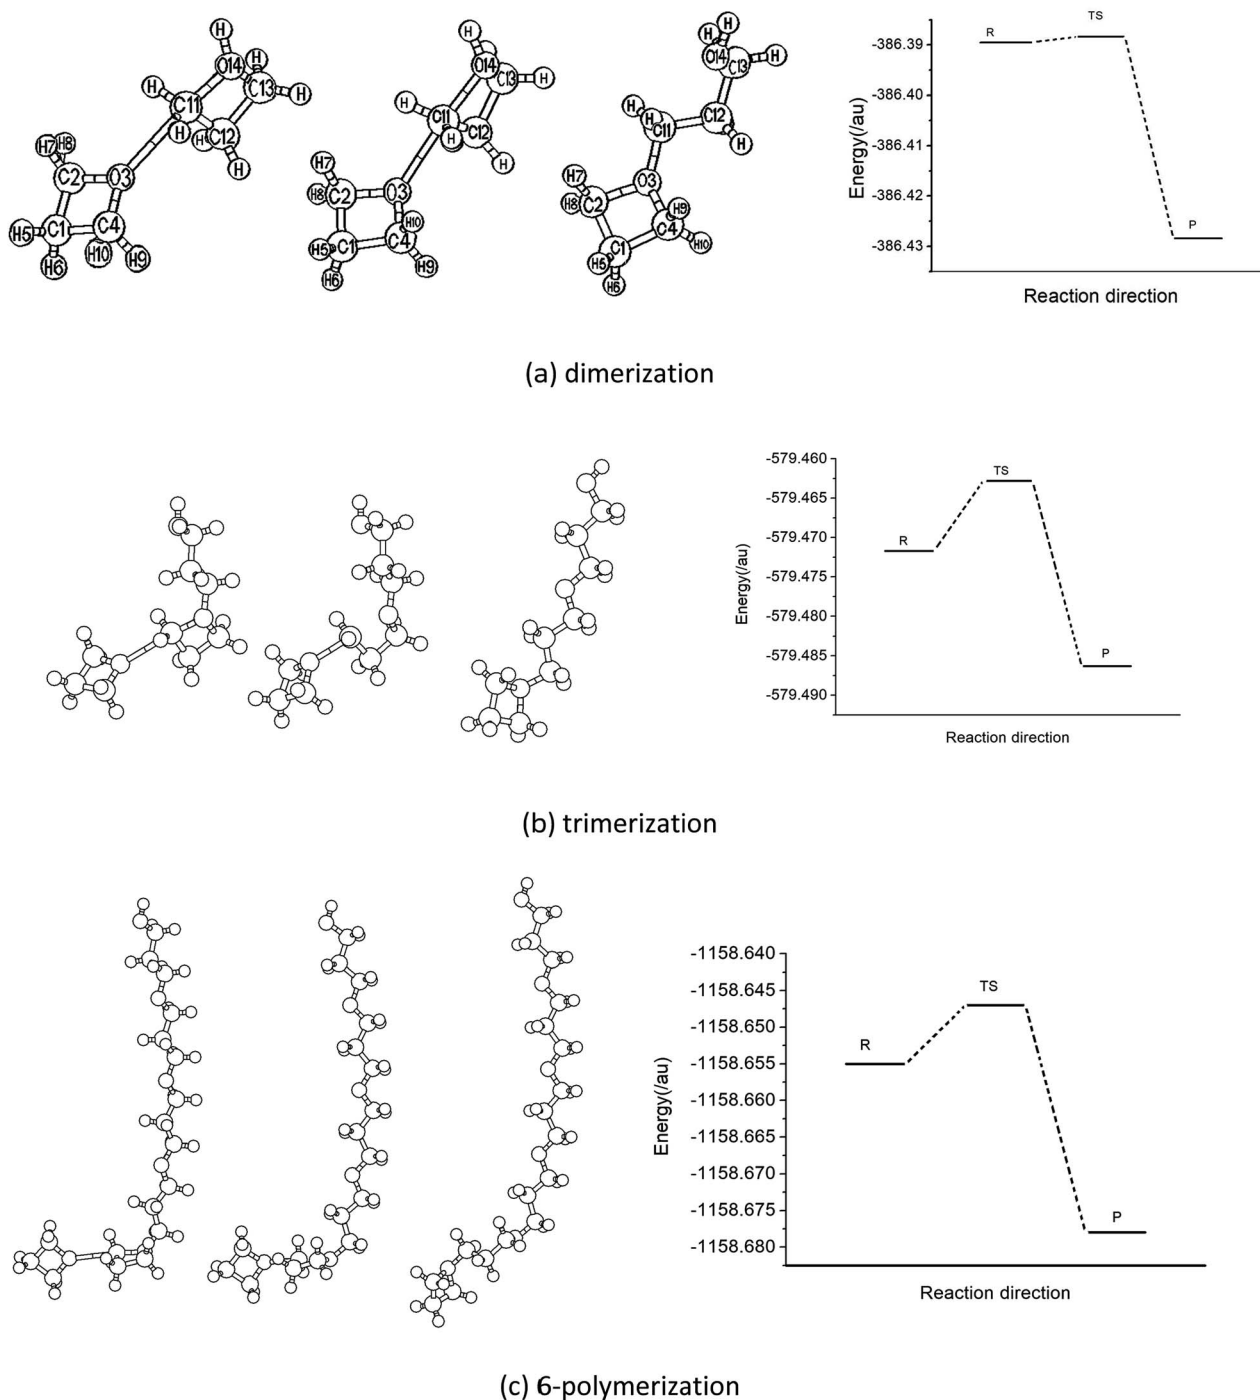 H
H
O14
H
C13
H
H
C11
H
H
C12
H
H7
H8
C2
O3
H5
C1
C4
H6
H10
H9
H
O14
C13
H
H
C11
H
C12
H
H7
H8
C2
O3
H10
H5
C1
C4
H6
H9
H
H
O14
C13
H
H
H
C11
C12
H
H7
O3
H8
C2
H9
C4
C1
H10
H5
H6
Energy(/au)
-386.39
-386.40
-386.41
-386.42
-386.43
R
TS
P
Reaction direction
(a) dimerization
Energy(/au)
-579.460
-579.465
-579.470
-579.475
-579.480
-579.485
-579.490
R
TS
P
Reaction direction
(b) trimerization
Energy(/au)
-1158.640
-1158.645
-1158.650
-1158.655
-1158.660
-1158.665
-1158.670
-1158.675
-1158.680
R
TS
P
Reaction direction
(c) 6-polymerization